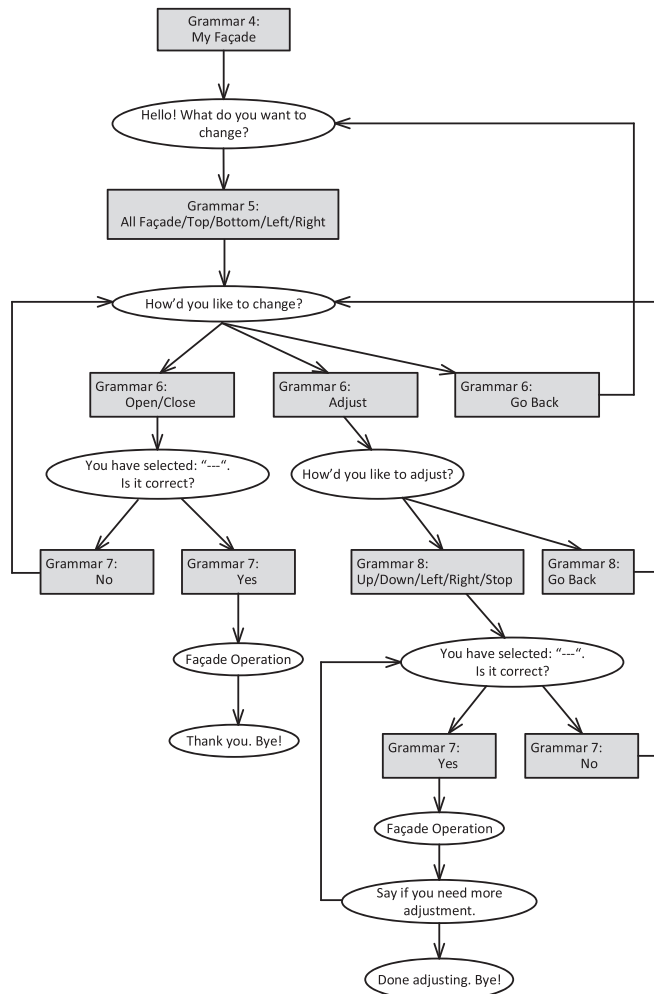 Grammar 4:
My Façade
Hello! What do you want to
change?
Grammar 5:
All Façade/Top/Bottom/Left/Right
How’d you like to change?
Grammar 6:
Open/Close
Grammar 6:
Adjust
Grammar 6:
Go Back
You have selected: “---“.
Is it correct?
How’d you like to adjust?
Grammar 7:
No
Grammar 7:
Yes
Grammar 8:
Up/Down/Left/Right/Stop
Grammar 8:
Go Back
Façade Operation
You have selected: “---“.
Is it correct?
Thank you. Bye!
Grammar 7:
Yes
Grammar 7:
No
Façade Operation
Say if you need more
adjustment.
Done adjusting. Bye!